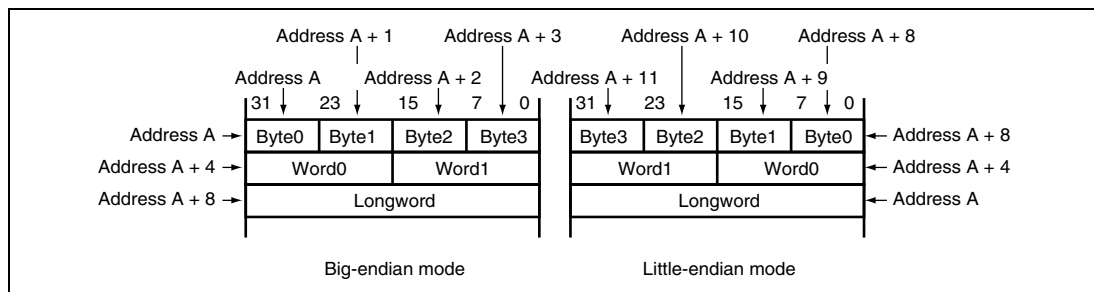 Address A + 1 Address A + 3 Address A + 10 Address A + 8
Address A Address A + 2 Address A + 11 Address A + 9
31 23 15 7 0 31 23 15 7 0
Address A Byte0 Byte1 Byte2 Byte3 Byte3 Byte2 Byte1 Byte0 Address A + 8
Address A + 4 Word0 Word1 Word1 Word0 Address A + 4
Address A + 8 Longword Longword Address A
Big-endian mode Little-endian mode